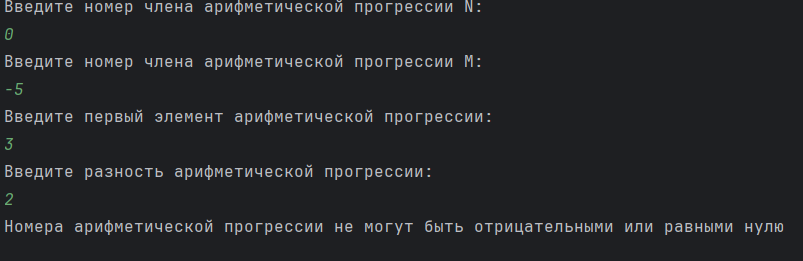 Введите номер члена арифметической прогрессии N:
0
Введите номер члена арифметической прогрессии M:
-5
Введите первый элемент арифметической прогрессии:
3
Введите разность арифметической прогрессии:
2
Номера арифметической прогрессии не могут быть отрицательными или равными нулю